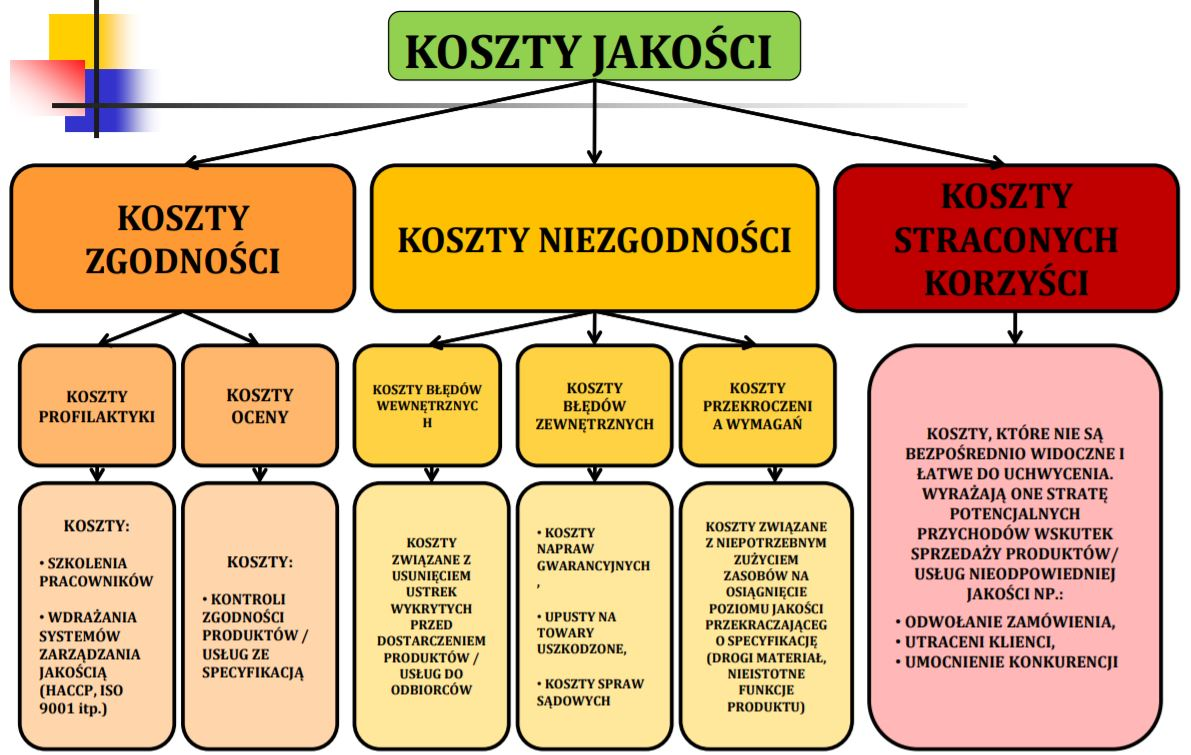 KOSZTY JAKOŚCI
KOSZTY
ZGODNOŚCI
KOSZTY NIEZGODNOŚCI
KOSZTY
STRACONYCH
KORZYŚCI
KOSZTY
PROFILAKTYKI
KOSZTY
OCENY
KOSZTY BŁĘDÓW
WEWNĘTRZNYC
H
KOSZTY
BŁĘDÓW
ZEWNĘTRZNYCH
KOSZTY
PRZEKROCZENI
A WYMAGAŃ
KOSZTY:
• SZKOLENIA
PRACOWNIKÓW
• WDRAŻANIA
SYSTEMÓW
ZARZĄDZANIA
JAKOŚCIĄ
(HACCP, ISO
9001 itp.)
KOSZTY:
• KONTROLI
ZGODNOŚCI
PRODUKTÓW /
USŁUG ZE
SPECYFIKACJĄ
KOSZTY
ZWIĄZANE Z
USUNIĘCIEM
USTREK
WYKRYTYCH
PRZED
DOSTARCZENIEM
PRODUKTÓW /
USŁUG DO
ODBIORCÓW
• KOSZTY
NAPRAW
GWARANCYJNYCH
,
• UPUSTY NA
TOWARY
USZKODZONE,
• KOSZTY SPRAW
SĄDOWYCH
KOSZTY ZWIĄZANE
Z NIEPOTRZEBNYM
ZUŻYCIEM
ZASOBÓW NA
OSIĄGNIĘCIE
POZIOMU JAKOŚCI
PRZEKRACZAJĄCEG
O SPECYFIKACJĘ
(DROGI MATERIAŁ,
NIEISTOTNE
FUNKCJE
PRODUKTU)
KOSZTY, KTÓRE NIE SĄ
BEZPOŚREDNIO WIDOCZNE I
ŁATWE DO UCHWYCENIA.
WYRAŻAJĄ ONE STRATĘ
POTENCJALNYCH
PRZYCHODÓW WSKUTEK
SPRZEDAŻY PRODUKTÓW/
USŁUG NIEODPOWIEDNIEJ
JAKOŚCI NP.:
• ODWOŁANIE ZAMÓWIENIA,
• UTRACENI KLIENCI,
• UMOCNIENIE KONKURENCJI